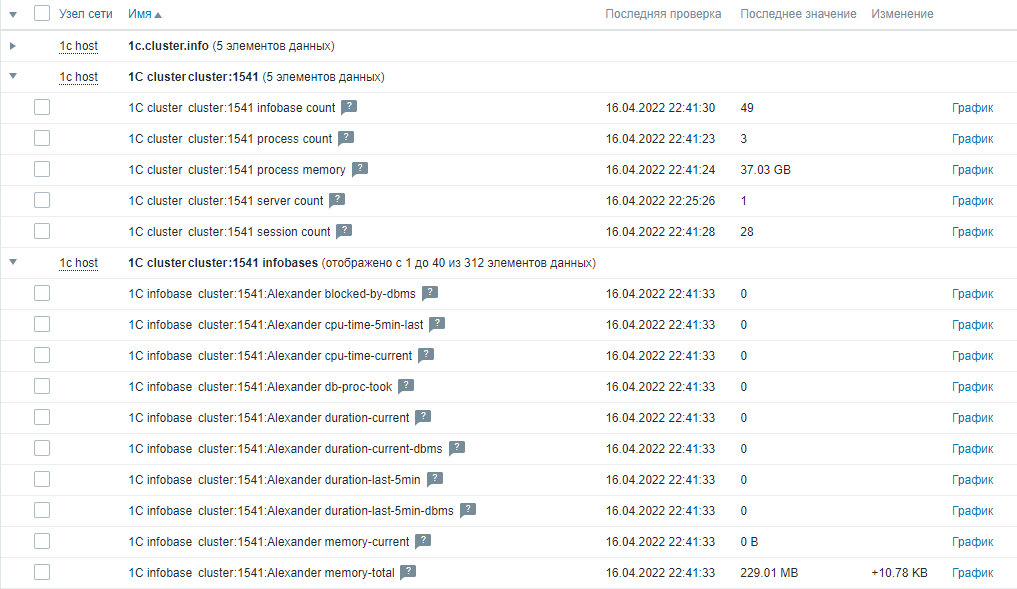 Узел сети Имя Последняя проверка Последнее значение Изменение
1c host 1c.cluster.info (5 элементов данных)
1c host 1C cluster cluster:1541 (5 элементов данных)
1C cluster cluster:1541 infobase count ? 16.04.2022 22:41:30 49 График
1C cluster cluster:1541 process count ? 16.04.2022 22:41:23 3 График
1C cluster cluster:1541 process memory ? 16.04.2022 22:41:24 37.03 GB График
1C cluster cluster:1541 server count ? 16.04.2022 22:25:26 1 График
1C cluster cluster:1541 session count ? 16.04.2022 22:41:28 28 График
1c host 1C cluster cluster:1541 infobases (отображено с 1 до 40 из 312 элементов данных)
1C infobase cluster:1541:Alexander blocked-by-dbms ? 16.04.2022 22:41:33 0 График
1C infobase cluster:1541:Alexander cpu-time-5min-last ? 16.04.2022 22:41:33 0 График
1C infobase cluster:1541:Alexander cpu-time-current ? 16.04.2022 22:41:33 0 График
1C infobase cluster:1541:Alexander db-proc-took ? 16.04.2022 22:41:33 0 График
1C infobase cluster:1541:Alexander duration-current ? 16.04.2022 22:41:33 0 График
1C infobase cluster:1541:Alexander duration-current-dbms ? 16.04.2022 22:41:33 0 График
1C infobase cluster:1541:Alexander duration-last-5min ? 16.04.2022 22:41:33 0 График
1C infobase cluster:1541:Alexander duration-last-5min-dbms ? 16.04.2022 22:41:33 0 График
1C infobase cluster:1541:Alexander memory-current ? 16.04.2022 22:41:33 0 B График
1C infobase cluster:1541:Alexander memory-total ? 16.04.2022 22:41:33 229.01 MB +10.78 KB График